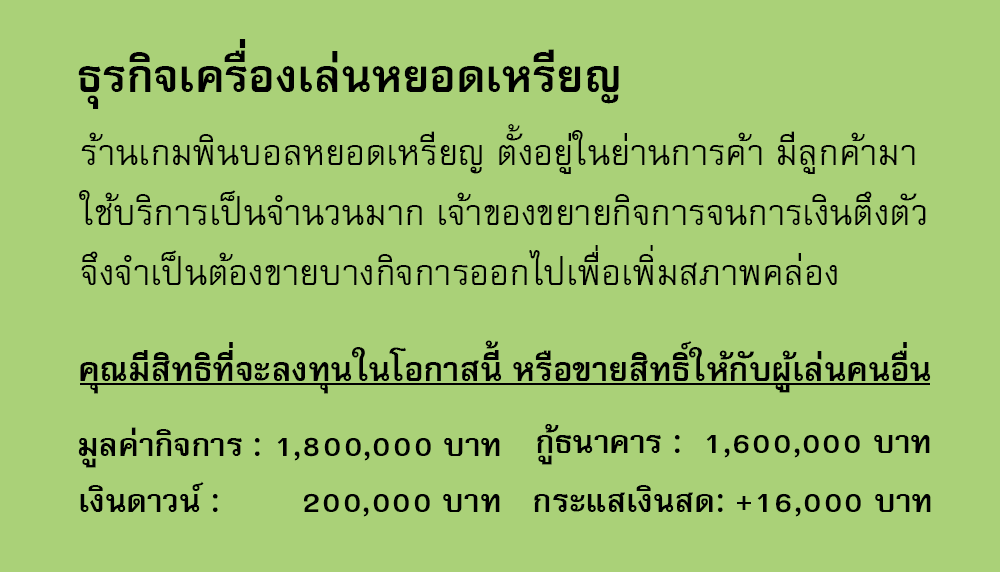 ธุรกิจเครื่องเล่นหยอดเหรียญ
ร้านเกมพินบอลหยอดเหรียญ ตั้งอยู่ในย่านการค้า มีลูกค้ามา
ใช้บริการเป็นจำนวนมาก เจ้าของขยายกิจการจนการเงินตึงตัว
จึงจำเป็นต้องขายบางกิจการออกไปเพื่อเพิ่มสภาพคล่อง
คุณมีสิทธิที่จะลงทุนในโอกาสนี้ หรือขายสิทธิ์ให้กับผู้เล่นคนอื่น
มูลค่ากิจการ : 1,800,000 บาท กู้ธนาคาร : 1,600,000 บาท
เงินดาวน์ : 200,000 บาท กระแสเงินสด: +16,000 บาท